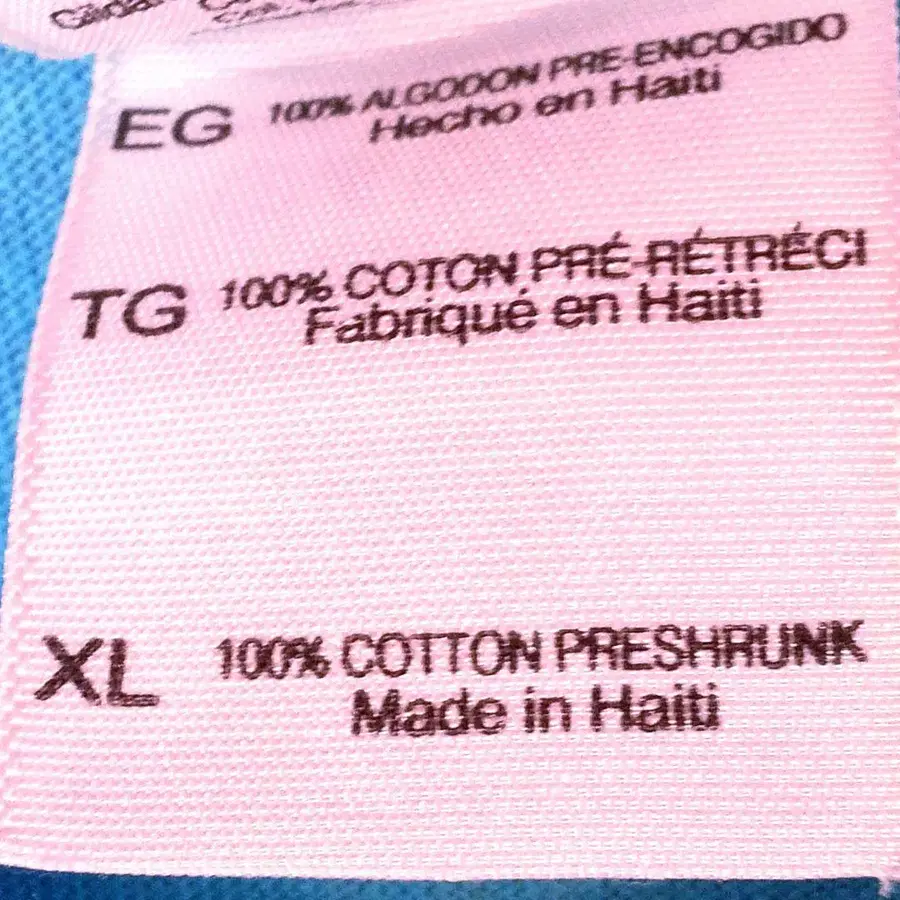 EG 100% ALGODON PRE-ENCOGIDO
Hecho en Haiti
TG 100% COTON PRÉ-RÉTRÉCI
Fabriqué en Haiti
XL 100% COTTON PRESHRUNK
Made in Haiti